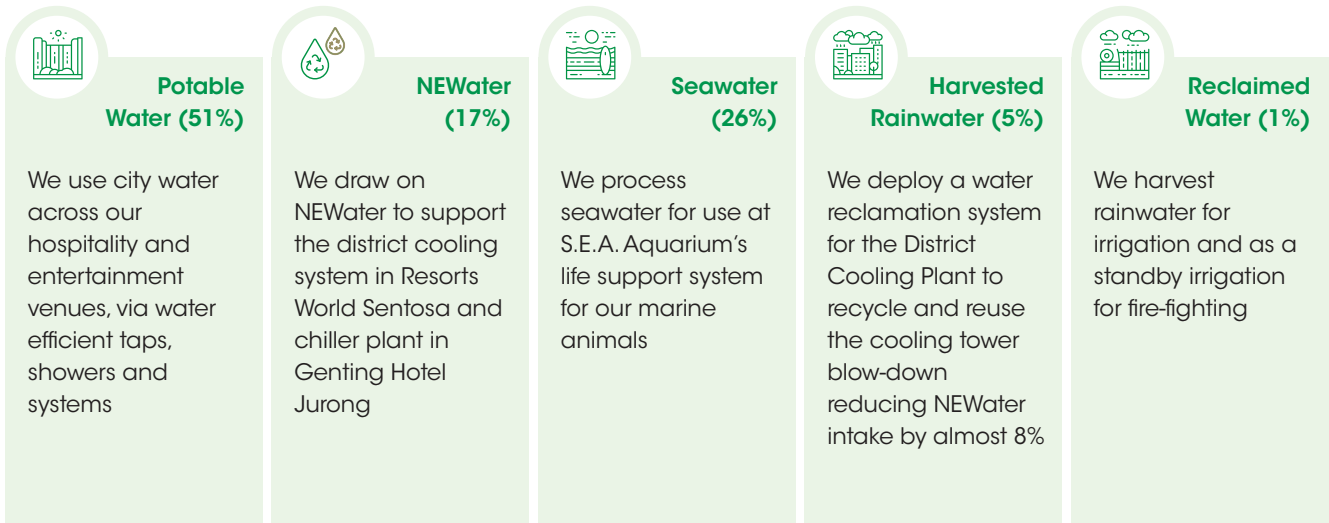 Potable
Water (51%)
We use city water
across our
hospitality and
entertainment
venues, via water
efficient taps,
showers and
systems
NEWater
(17%)
We draw on
NEWater to support
the district cooling
system in Resorts
World Sentosa and
chiller plant in
Genting Hotel
Jurong
Seawater
(26%)
We process
seawater for use at
S.E.A. Aquarium's
life support system
for our marine
animals
Harvested
Rainwater (5%)
We deploy a water
reclamation system
for the District
Cooling Plant to
recycle and reuse
the cooling tower
blow-down
reducing NEWater
intake by almost 8%
Reclaimed
Water (1%)
We harvest
rainwater for
irrigation and as a
standby irrigation
for fire-fighting